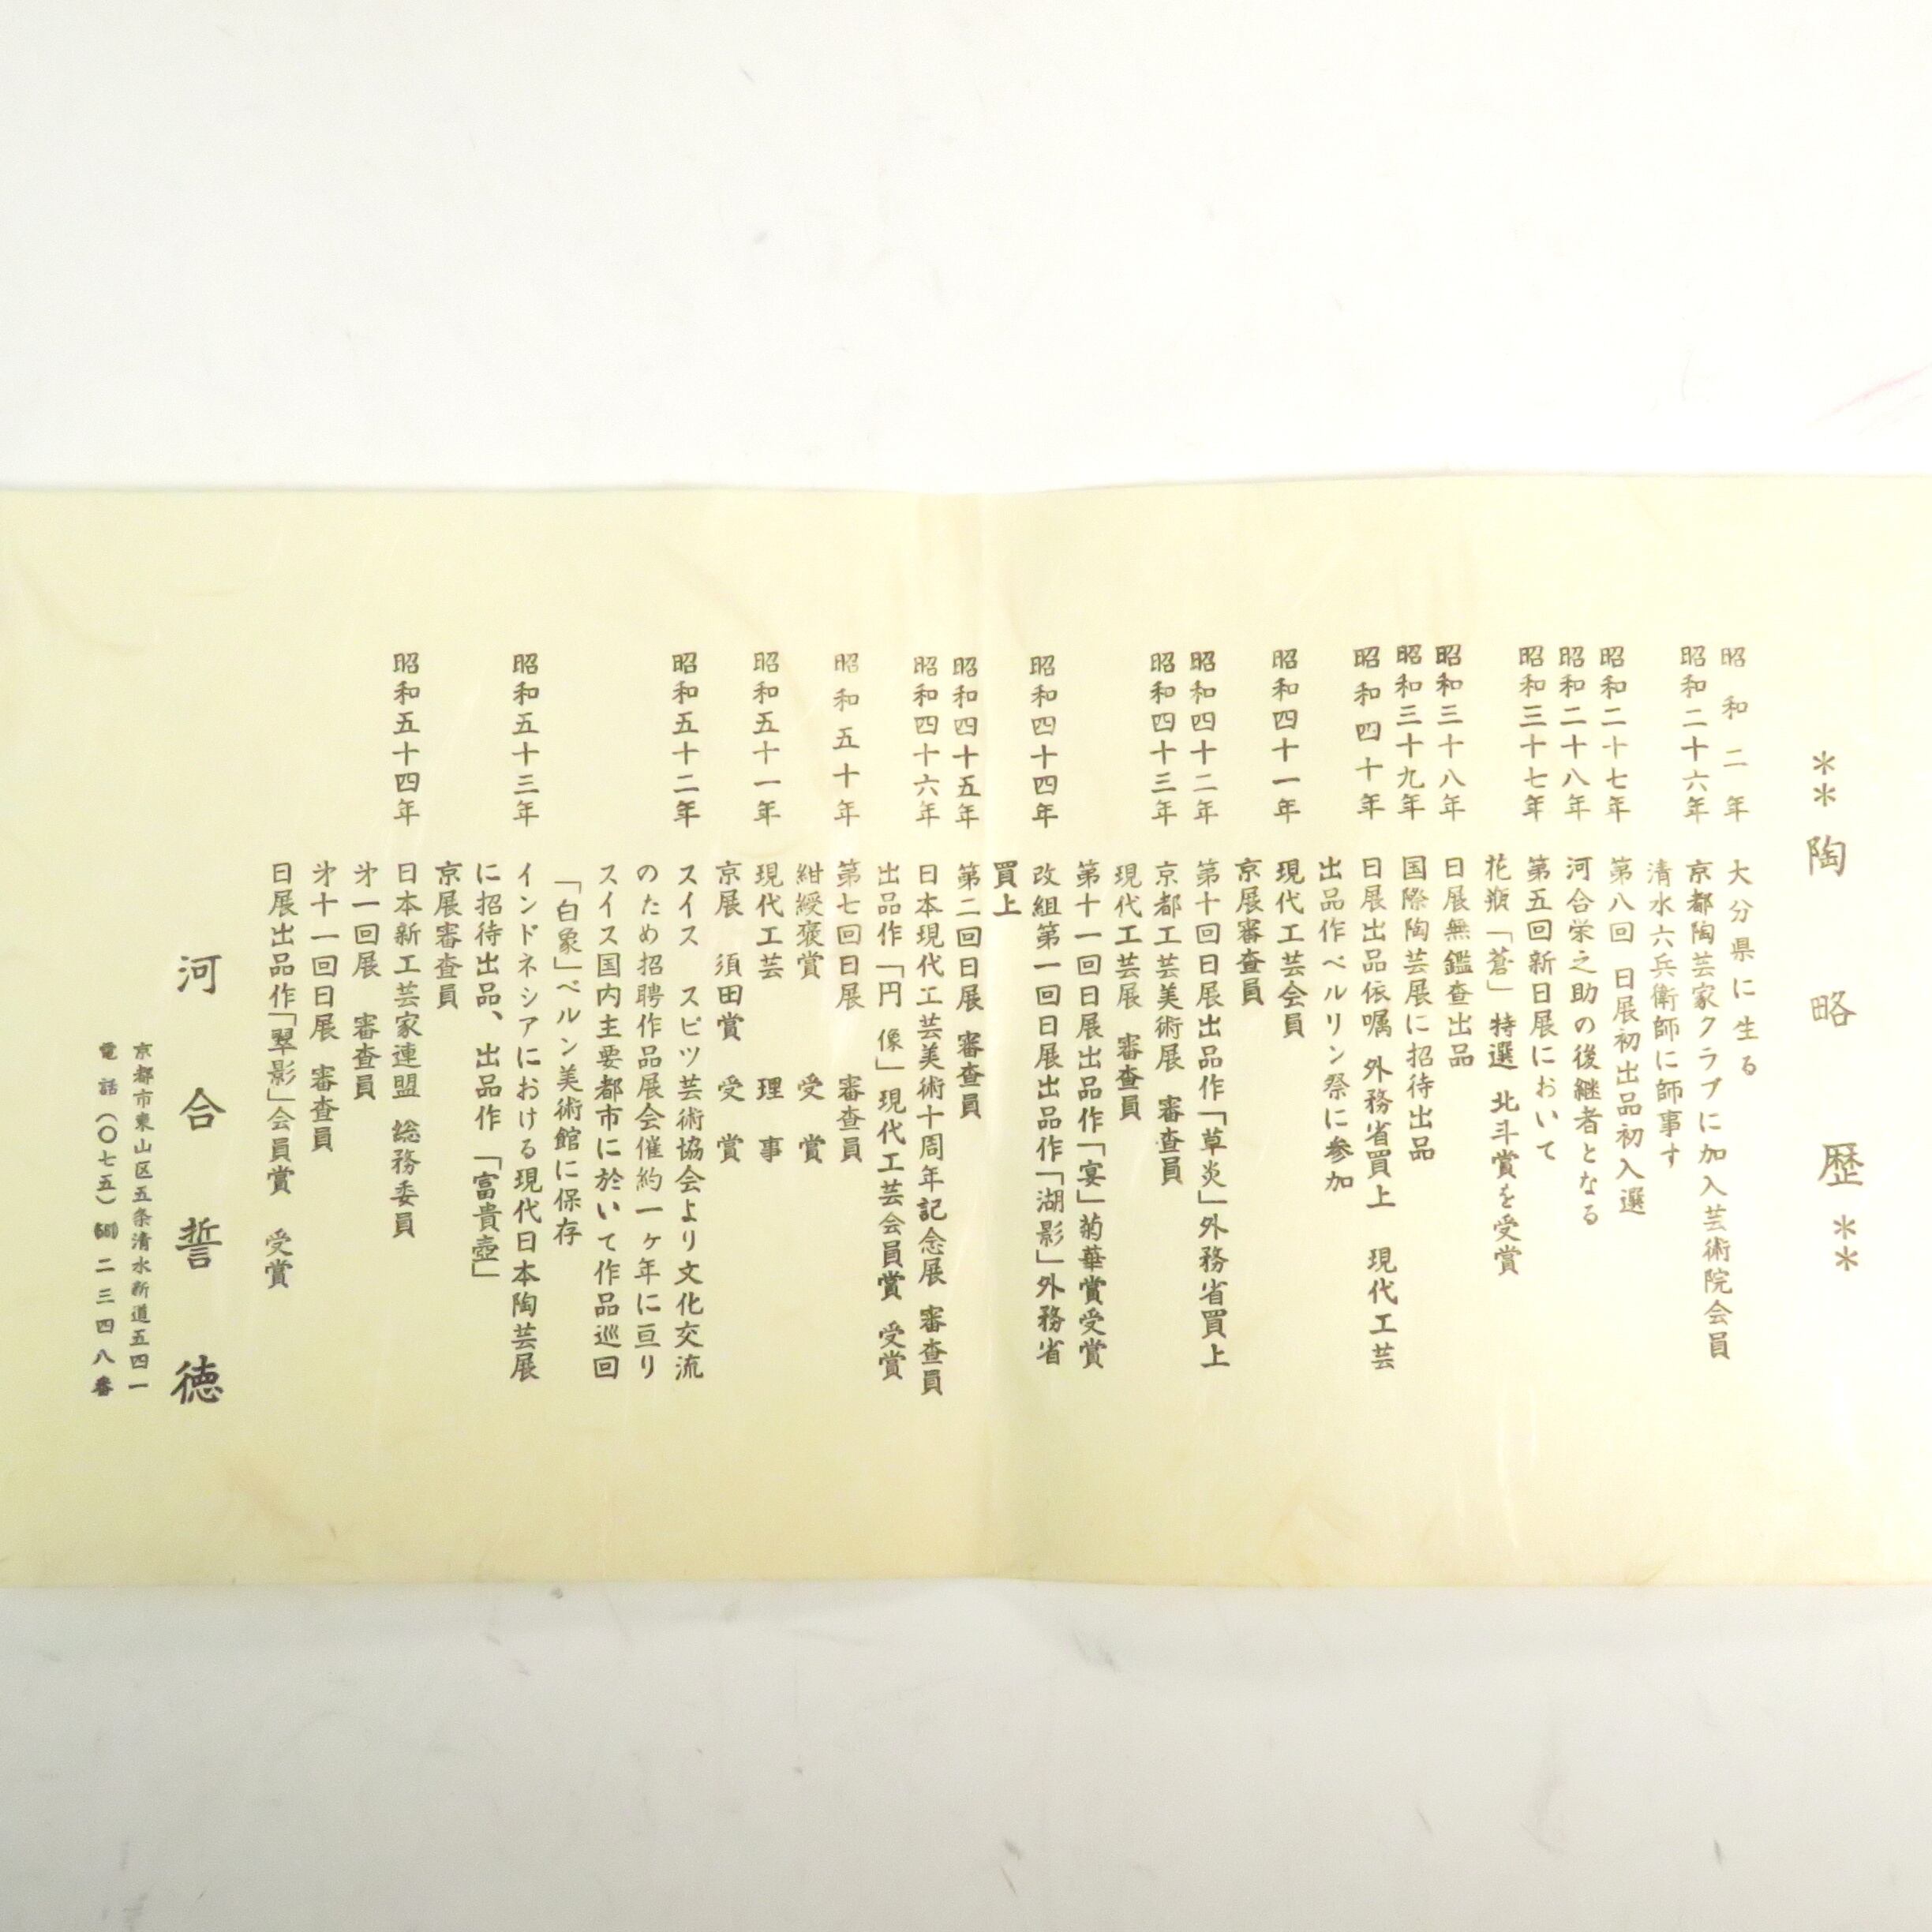 ＊＊陶略歴＊＊
昭和二年 大分県に生る
昭和二十六年 京都陶芸家クラブに加入芸術院会員
清水六兵衛師に師事す
昭和二十七年 第八回 日展初出品初入選
昭和二十八年 河合栄之助の後継者となる
昭和三十七年 第五回新日展において
花瓶「蒼」特選 北斗賞を受賞
昭和三十八年 日展無鑑査出品
昭和三十九年 国際陶芸展に招待出品
昭和四十年 日展出品依嘱 外務省買上 現代工芸
出品作ベルリン祭に参加
昭和四十一年 現代工芸会員
京展審査員
昭和四十二年 第十回日展出品作「草炎」外務省買上
昭和四十三年 京都工芸美術展 審査員
現代工芸展 審査員
第十一回日展出品作「宴」菊華賞受賞
昭和四十四年 改組第一回日展出品作「湖影」外務省
買上
昭和四十五年 第二回日展 審査員
昭和四十六年 日本現代工芸美術十周年記念展 審査員
出品作「円像」現代工芸会員賞 受賞
昭和五十年 第七回日展 審査員
紺綬褒賞 受賞
昭和五十一年 現代工芸 理事
京展 須田賞 受賞
昭和五十二年 スイス スピツ芸術協会より文化交流
のため招聘作品展会催約一ヶ年に亘り
スイス国内主要都市に於いて作品巡回
「白象」ベルン美術館に保存
昭和五十三年 インドネシアにおける現代日本陶芸展
に招待出品、出品作「富貴壺」
京展審査員
昭和五十四年 日本新工芸家連盟 総務委員
㐧一回展 審査員
㐧十一回日展 審査員
日展出品作「翠影」会員賞 受賞
河合誓徳
京都市東山区五条清水新道五四一
電話（〇七五）(561)二三四八番